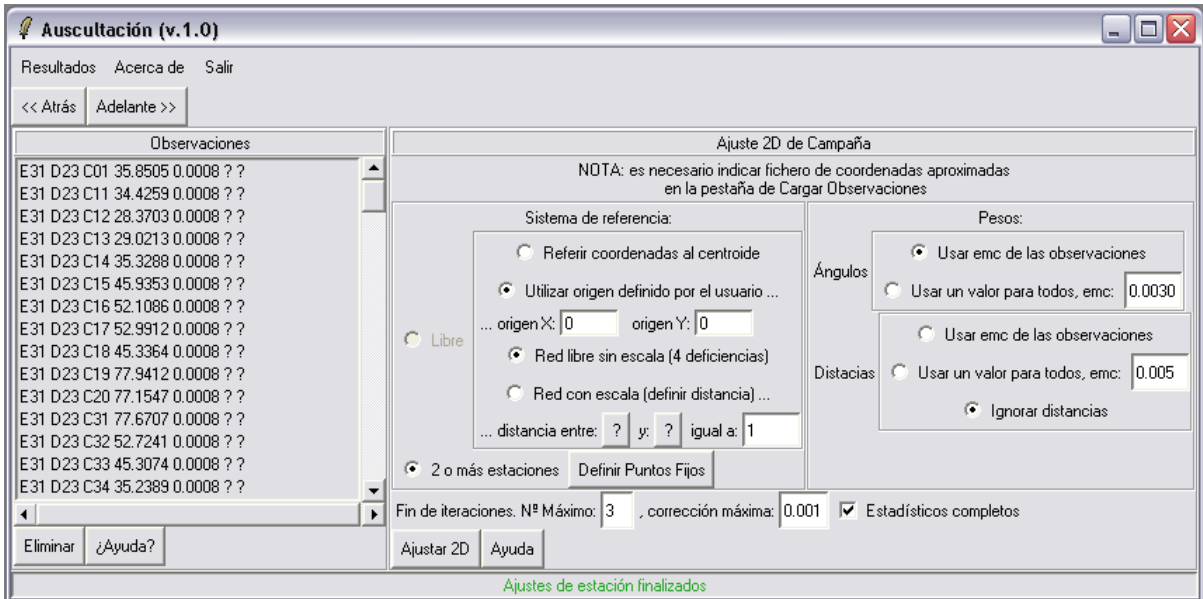 Auscultación (v.1.0)
Resultados Acerca de Salir
<< Atrás Adelante >>
Observaciones
E31 D23 C01 35.8505 0.0008 ? ?
E31 D23 C11 34.4259 0.0008 ? ?
E31 D23 C12 28.3703 0.0008 ? ?
E31 D23 C13 29.0213 0.0008 ? ?
E31 D23 C14 35.3288 0.0008 ? ?
E31 D23 C15 45.9353 0.0008 ? ?
E31 D23 C16 52.1086 0.0008 ? ?
E31 D23 C17 52.9912 0.0008 ? ?
E31 D23 C18 45.3364 0.0008 ? ?
E31 D23 C19 77.9412 0.0008 ? ?
E31 D23 C20 77.1547 0.0008 ? ?
E31 D23 C31 77.6707 0.0008 ? ?
E31 D23 C32 52.7241 0.0008 ? ?
E31 D23 C33 45.3074 0.0008 ? ?
E31 D23 C34 35.2389 0.0008 ? ?
Eliminar ¿Ayuda?
Ajuste 2D de Campaña
NOTA: es necesario indicar fichero de coordenadas aproximadas
en la pestaña de Cargar Observaciones
Sistema de referencia:
Libre
Referir coordenadas al centroide
Utilizar origen definido por el usuario ...
... origen X: 0 origen Y: 0
Red libre sin escala (4 deficiencias)
Red con escala (definir distancia) ...
... distancia entre: ? y: ? igual a: 1
2 o más estaciones Definir Puntos Fijos
Pesos:
Ángulos
Usar emc de las observaciones
Usar un valor para todos, emc: 0.0030
Distacias
Usar emc de las observaciones
Usar un valor para todos, emc: 0.005
Ignorar distancias
Fin de iteraciones. Nº Máximo: 3 , corrección máxima: 0.001 Estadísticos completos
Ajustar 2D Ayuda
Ajustes de estación finalizados